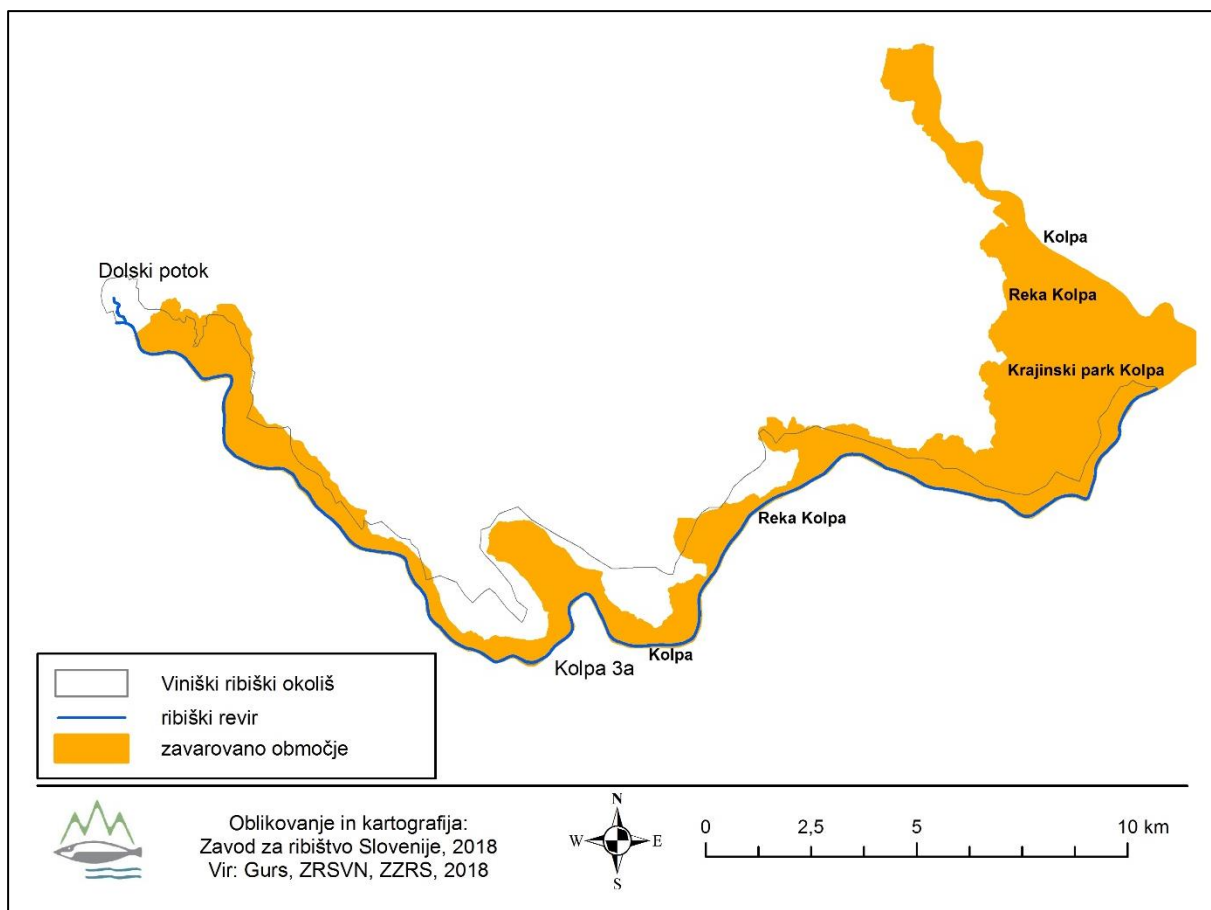 Kolpa
Dolski potok
Reka Kolpa
Krajinski park Kolpa
Reka Kolpa
Kolpa
Kolpa 3a
Viniški ribiški okoliš
ribiški revir
zavarovano območje
Oblikovanje in kartografija:
Zavod za ribištvo Slovenije, 2018
Vir: Gurs, ZRSVN, ZZRS, 2018
N
W E
S
0 2,5 5 10 km